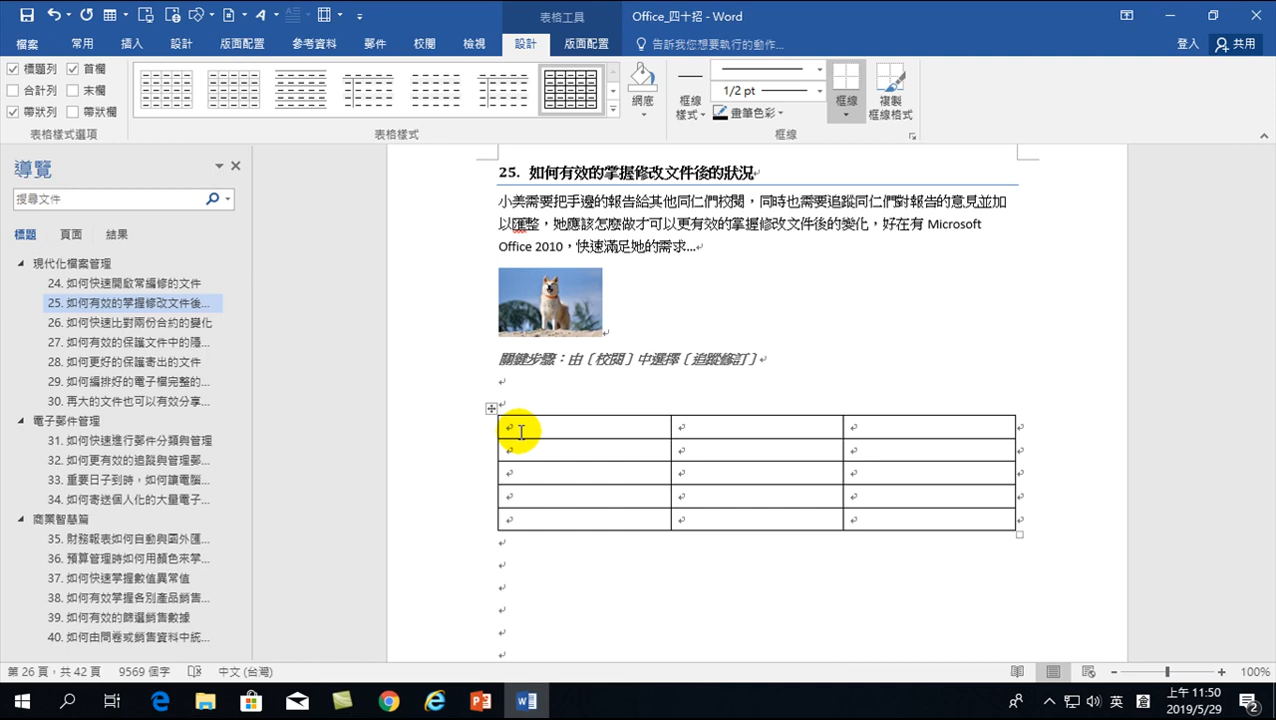 表格工具
Office_四十招 - Word
檔案
常用
插入
設計
版面配置
參考資料
郵件
校閱
檢視
設計
版面配置
告訴我您想要執行的動作...
登入
共用
標題列
首欄
合計列
末欄
帶狀列
帶狀欄
表格樣式選項
表格樣式
網底
框線
樣式
1/2 pt
畫筆色彩
框線
複製
框線格式
框線
導覽
搜尋文件
標題
頁面
結果
現代化檔案管理
24. 如何快速開啟常編修的文件
25. 如何有效的掌握修改文件後...
26. 如何快速比對兩份合約的變化
27. 如何有效的保護文件中的隱...
28. 如何更好的保護寄出的文件
29. 如何編排好的電子檔完整的...
30. 再大的文件也可以有效分享...
電子郵件管理
31. 如何快速進行郵件分類與管理
32. 如何更有效的追蹤與管理郵...
33. 重要日子到時，如何讓電腦...
34. 如何寄送個人化的大量電子...
商業智慧篇
35. 財務報表如何自動與國外匯...
36. 預算管理時如何用顏色來掌...
37. 如何快速掌握數值異常值
38. 如何有效掌握各別產品銷售...
39. 如何有效的篩選銷售數據
40. 如何由問卷或銷售資料中統...
25. 如何有效的掌握修改文件後的狀況
小美需要把手邊的報告給其他同仁們校閱，同時也需要追蹤同仁們對報告的意見並加
以匯整，她應該怎麼做才可以更有效的掌握修改文件後的變化，好在有 Microsoft
Office 2010，快速滿足她的需求...
關鍵步驟：由〔校閱〕中選擇〔追蹤修訂〕
第 26 頁，共 42 頁
9569 個字
中文 (台灣)
100%
英
上午 11:50
2019/5/29
2